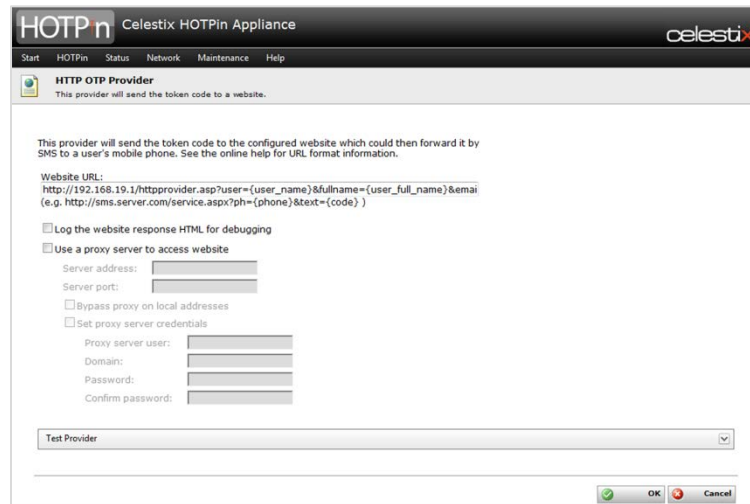 HOTPin Celestix HOTPin Appliance
celestix
Start HOTPin Status Network Maintenance Help
HTTP OTP Provider
This provider will send the token code to a website.
This provider will send the token code to the configured website which could then forward it by
SMS to a user's mobile phone. See the online help for URL format information.
Website URL:
http://192.168.19.1/httpprovider.asp?user={user_name}&fullname={user_full_name}&emai
(e.g. http://sms.server.com/service.aspx?ph={phone}&text={code} )
Log the website response HTML for debugging
Use a proxy server to access website
Server address:
Server port:
Bypass proxy on local addresses
Set proxy server credentials
Proxy server user:
Domain:
Password:
Confirm password:
Test Provider
OK Cancel